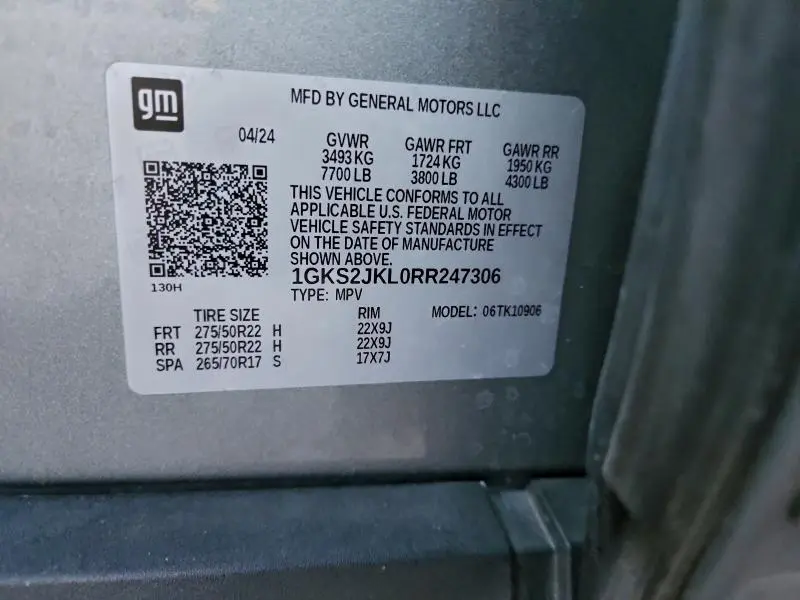 gm
MFD BY GENERAL MOTORS LLC
04/24 GVWR GAWR FRT GAWR RR
3493 KG 1724 KG 1950 KG
7700 LB 3800 LB 4300 LB
THIS VEHICLE CONFORMS TO ALL
APPLICABLE U.S. FEDERAL MOTOR
VEHICLE SAFETY STANDARDS IN EFFECT
ON THE DATE OF MANUFACTURE
SHOWN ABOVE.
1GKS2JKL0RR247306
130H
TYPE: MPV
TIRE SIZE RIM MODEL: 06TK10906
FRT 275/50R22 H 22X9J
RR 275/50R22 H 22X9J
SPA 265/70R17 S 17X7J